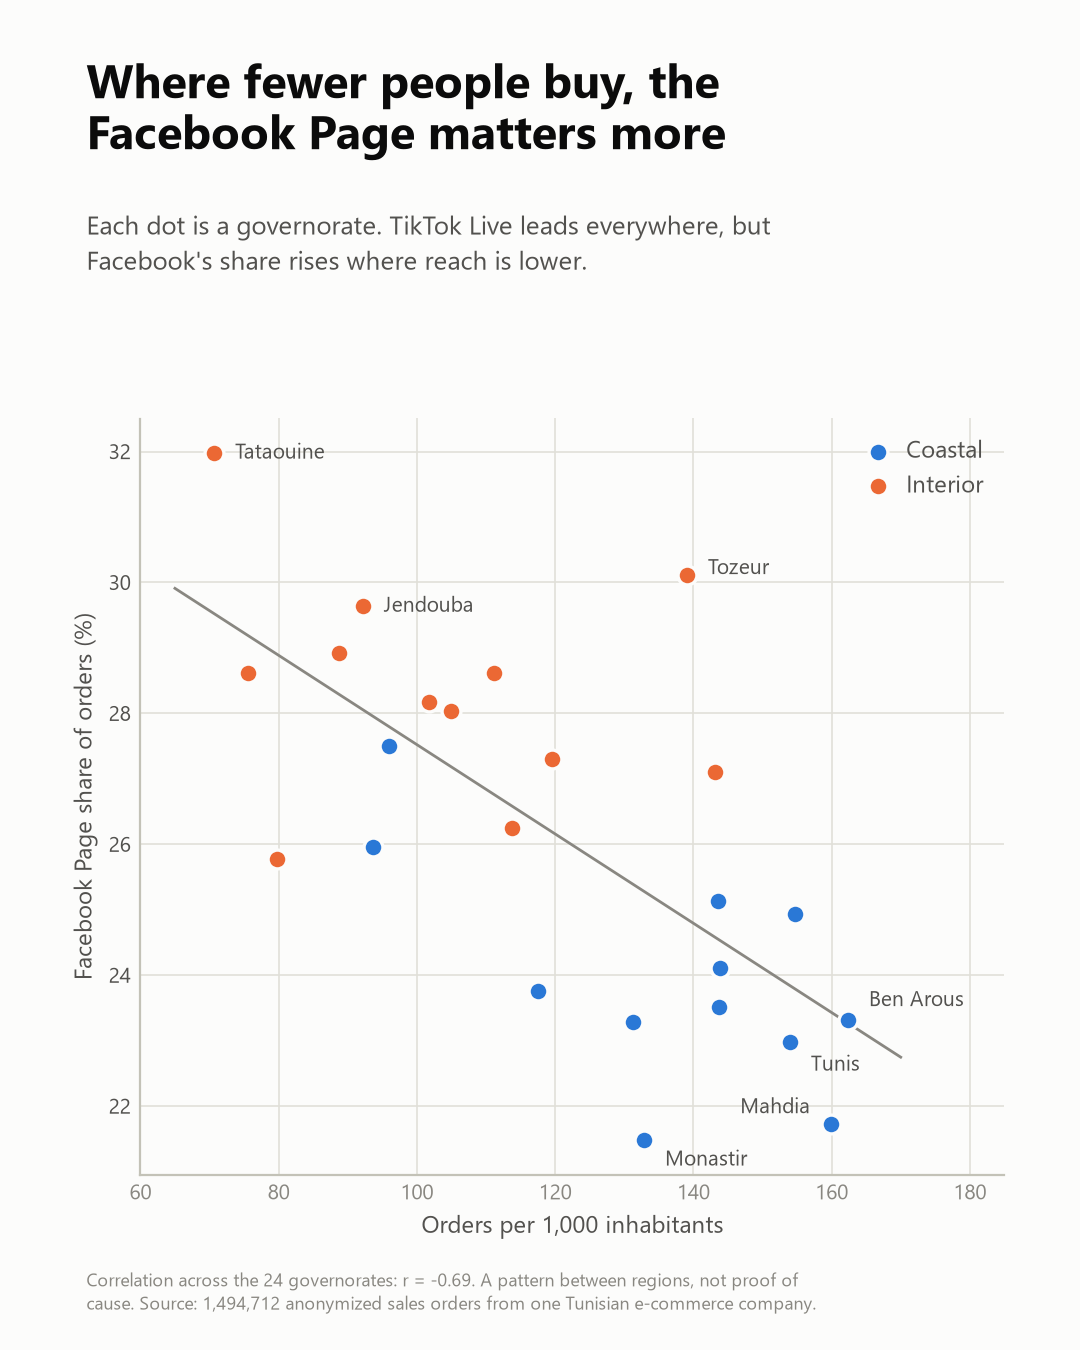 Where fewer people buy, the
Facebook Page matters more
Each dot is a governorate. TikTok Live leads everywhere, but
Facebook's share rises where reach is lower.
Coastal
Interior
Tataouine
Tozeur
Jendouba
Ben Arous
Tunis
Mahdia
Monastir
Facebook Page share of orders (%)
32
30
28
26
24
22
60 80 100 120 140 160 180
Orders per 1,000 inhabitants
Correlation across the 24 governorates: r = -0.69. A pattern between regions, not proof of
cause. Source: 1,494,712 anonymized sales orders from one Tunisian e-commerce company.